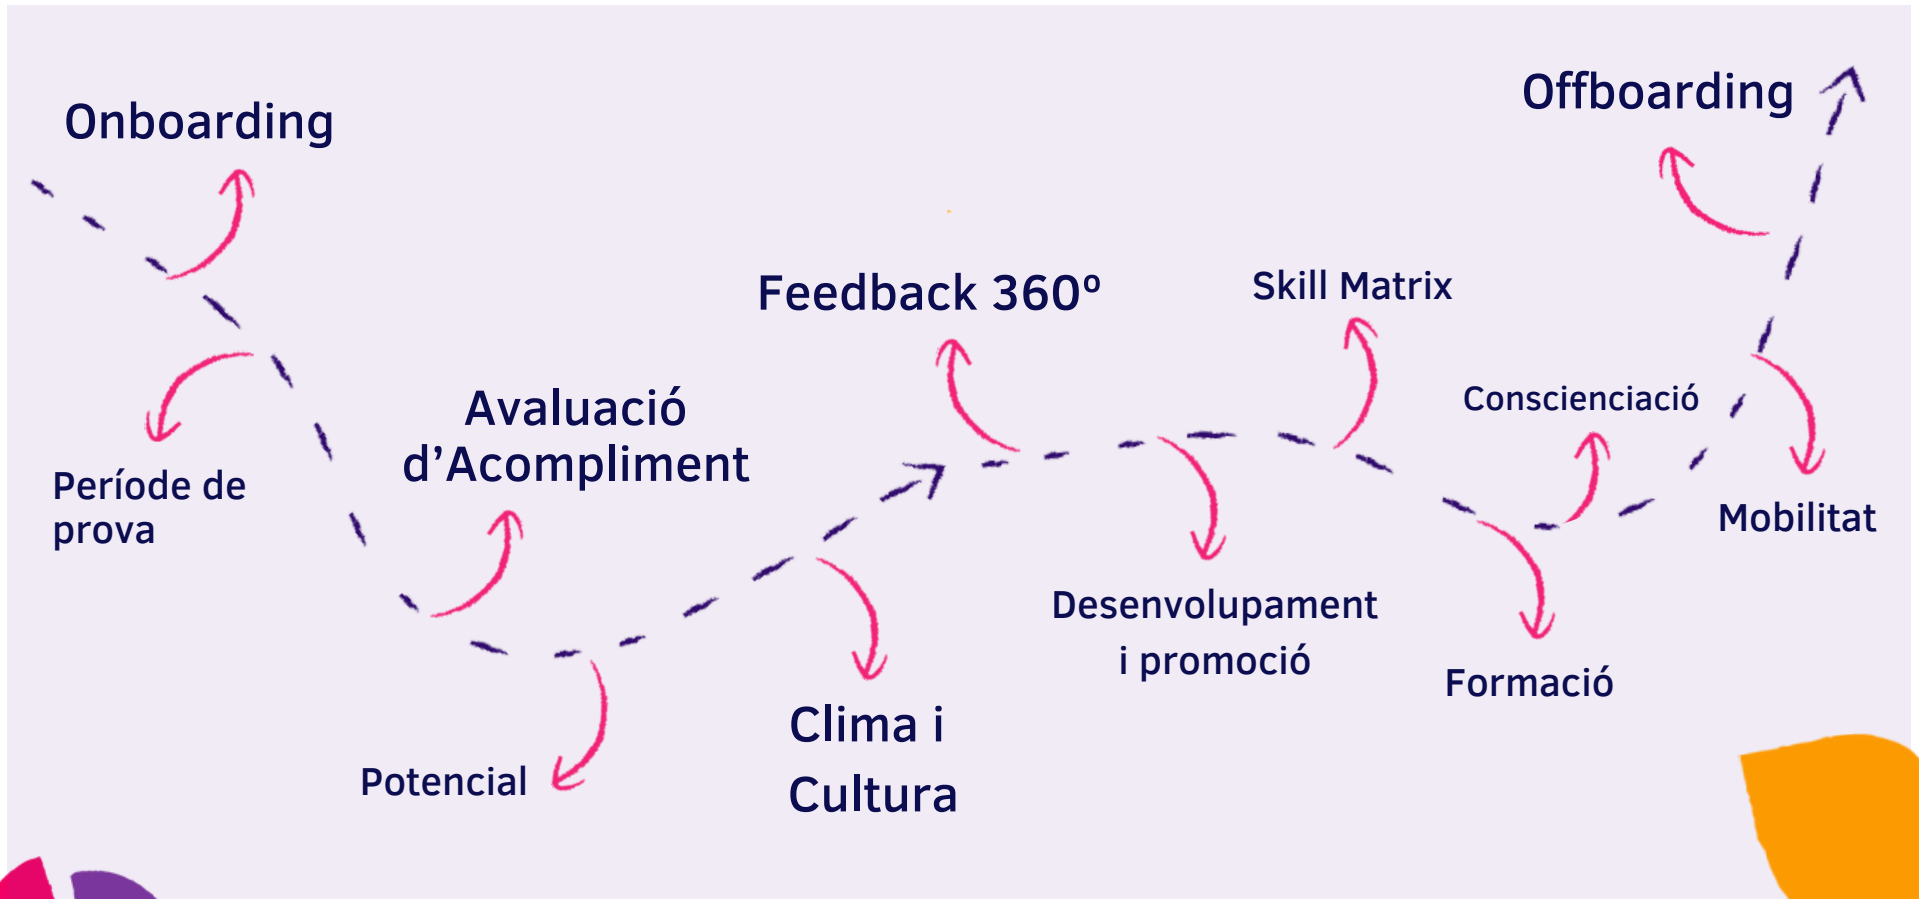 Onboarding
Període de
prova
Avaluació
d’Acompliment
Potencial
Clima i
Cultura
Feedback 360º
Desenvolupament
i promoció
Skill Matrix
Formació
Conscienciació
Mobilitat
Offboarding